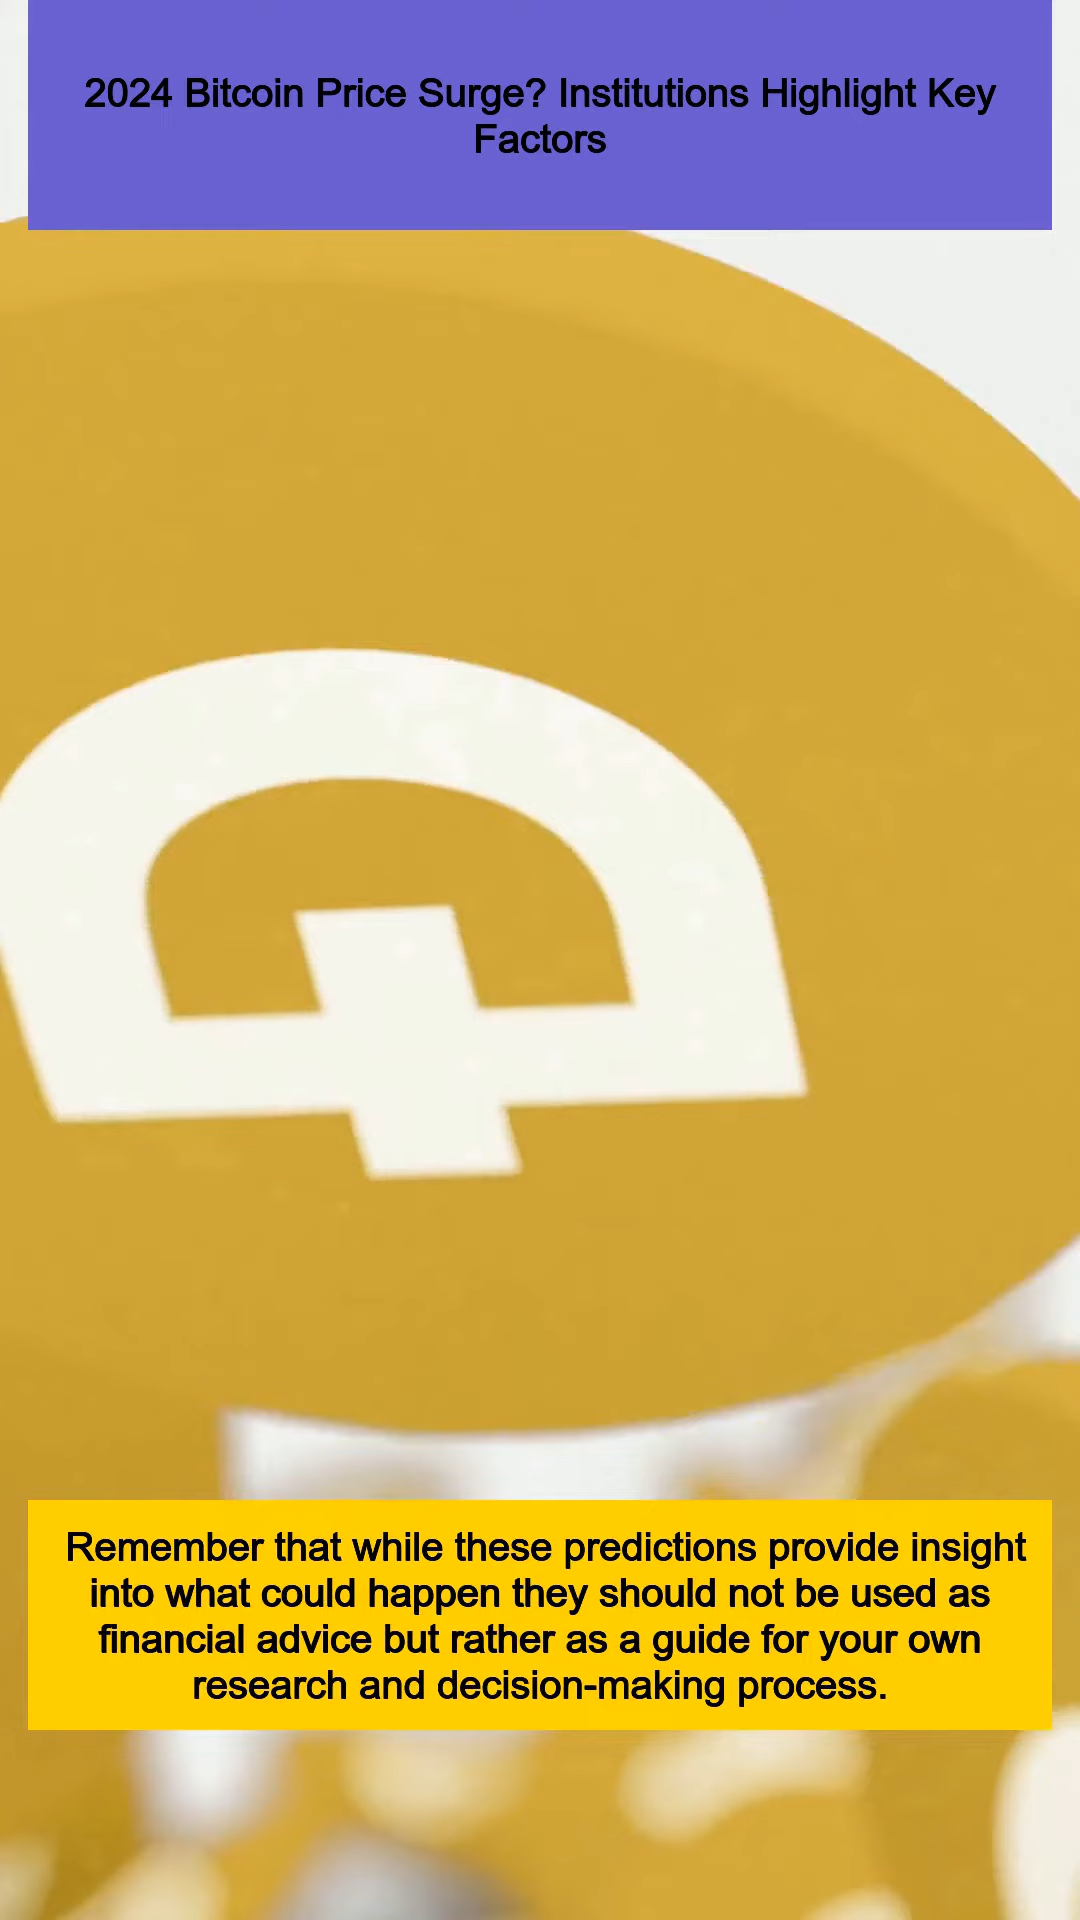 2024 Bitcoin Price Surge? Institutions Highlight Key
Factors
Remember that while these predictions provide insight
into what could happen they should not be used as
financial advice but rather as a guide for your own
research and decision-making process.